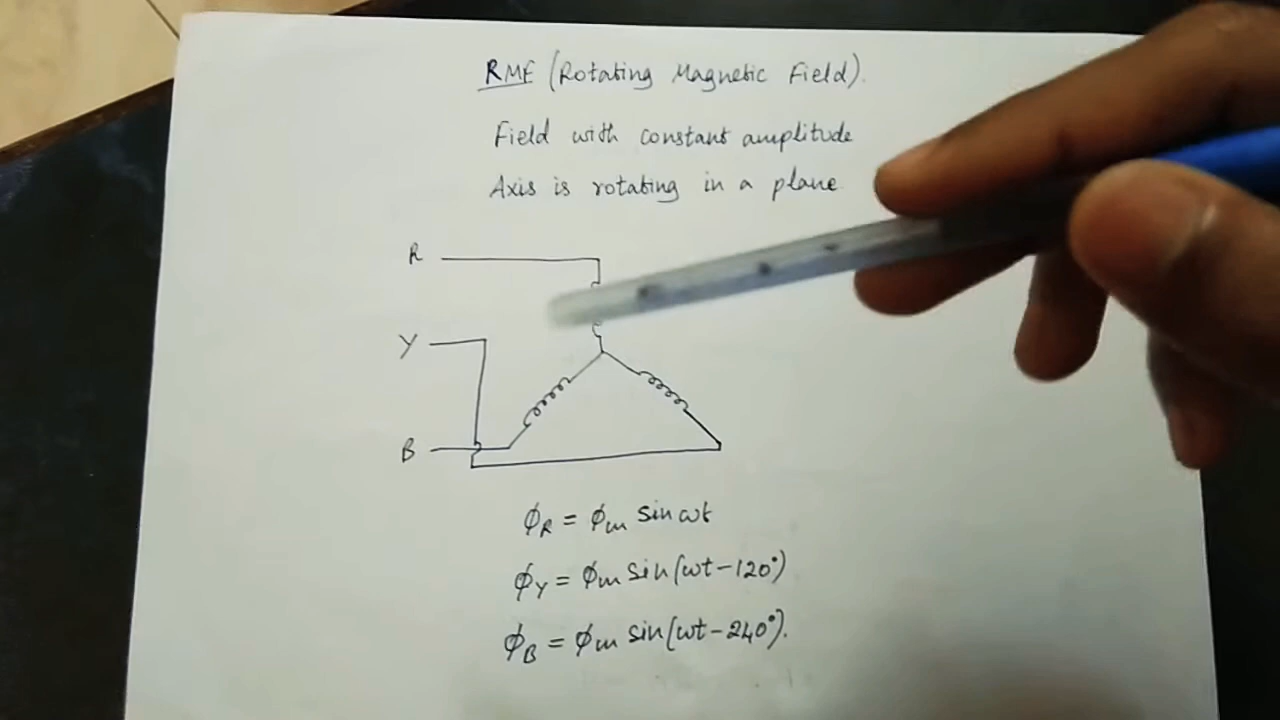 RMF (Rotating Magnetic Field).
Field with constant amplitude
Axis is rotating in a plane.
R
Y
B
ϕR = ϕm sin ωt
ϕY = ϕm sin(ωt-120°)
ϕB = ϕm sin(ωt-240°).